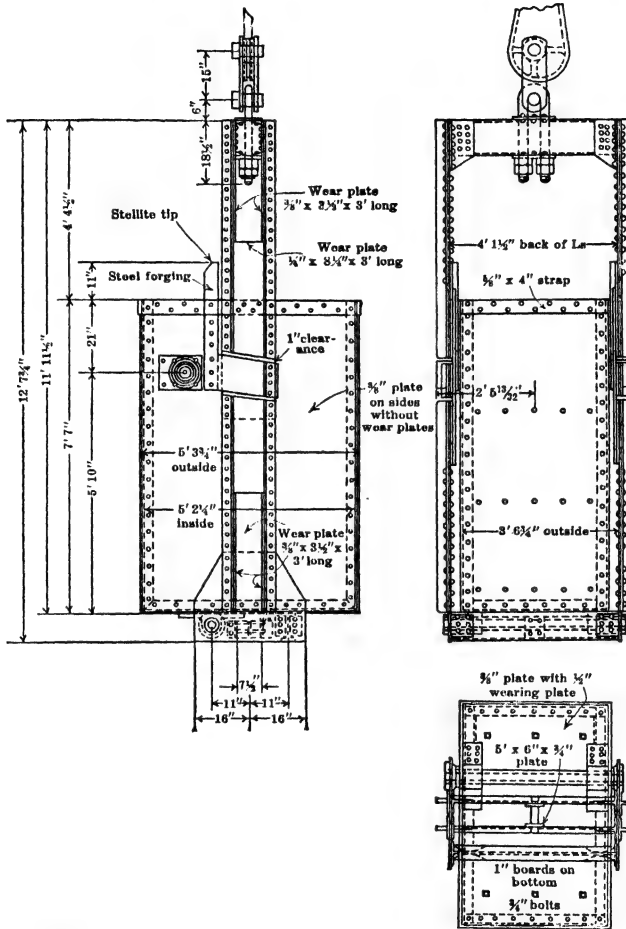 15"
6"
18½"
4' 4½"
11"
21"
12' 7¾"
11' 11½"
7' 7"
5' 10"
Stellite tip
Steel forging
Wear plate
⅜" x 3½" x 3' long
Wear plate
¼" x 3¼" x 3' long
1" clear-
ance
⅜" plate
on sides
without
wear plates
5' 3¾"
outside
5' 2¼"
inside
Wear plate
⅜" x 3½" x
3' long
7½"
11"
11"
16"
16"
4' 1½" back of Ls
⅜" x 4" strap
2' 5 13/32"
3' 6¾" outside
⅜" plate with ½"
wearing plate
5' x 6" x ¾"
plate
1" boards on
bottom
¾" bolts